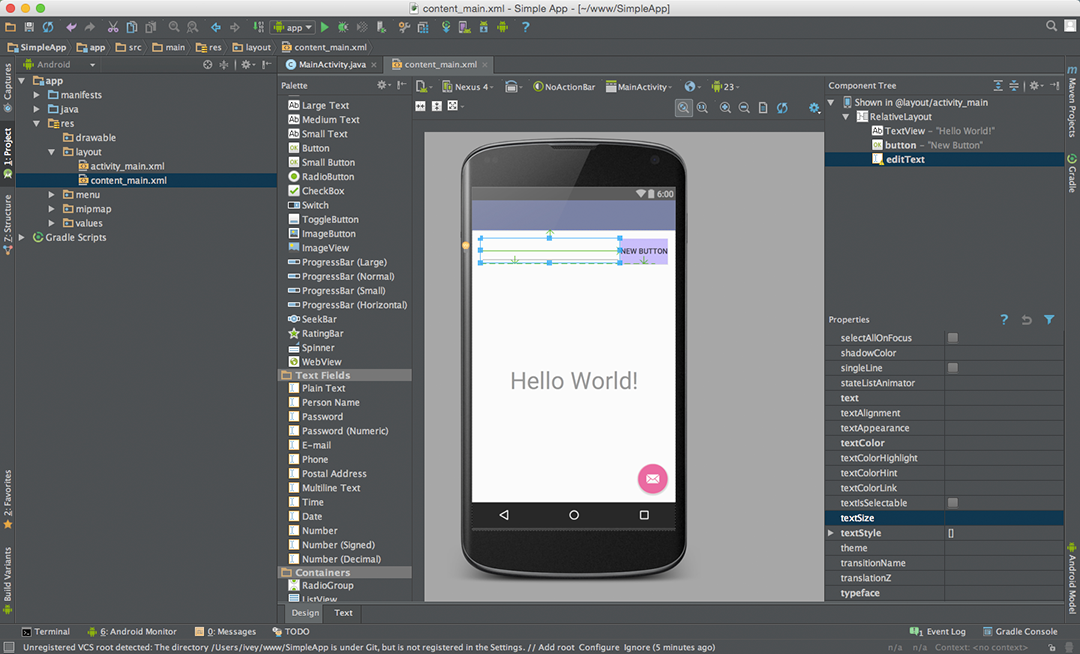 content_main.xml - Simple App - [~/www/SimpleApp]
app
SimpleApp app src main res layout content_main.xml
Android
MainActivity.java content_main.xml
Captures
1: Project
7: Structure
2: Favorites
Build Variants
app
manifests
java
res
drawable
layout
activity_main.xml
content_main.xml
menu
mipmap
values
Gradle Scripts
Palette
Large Text
Medium Text
Small Text
Button
Small Button
RadioButton
CheckBox
Switch
ToggleButton
ImageButton
ImageView
ProgressBar (Large)
ProgressBar (Normal)
ProgressBar (Small)
ProgressBar (Horizontal)
SeekBar
RatingBar
Spinner
WebView
Text Fields
Plain Text
Person Name
Password
Password (Numeric)
E-mail
Phone
Postal Address
Multiline Text
Time
Date
Number
Number (Signed)
Number (Decimal)
Containers
RadioGroup
ListView
Design Text
Nexus 4 NoActionBar MainActivity 23
6:00
NEW BUTTON
Hello World!
Component Tree
Shown in @layout/activity_main
RelativeLayout
Ab TextView – "Hello World!"
OK button – "New Button"
editText
Properties
selectAllOnFocus
shadowColor
singleLine
stateListAnimator
text
textAlignment
textAppearance
textColor
textColorHighlight
textColorHint
textColorLink
textIsSelectable
textSize
textStyle []
theme
transitionName
translationZ
typeface
Maven Projects
Gradle
Android Model
Terminal 6: Android Monitor 0: Messages TODO Event Log Gradle Console
Unregistered VCS root detected: The directory /Users/ivey/www/SimpleApp is under Git, but is not registered in the Settings. // Add root Configure Ignore (5 minutes ago) n/a n/a Context: <no context>